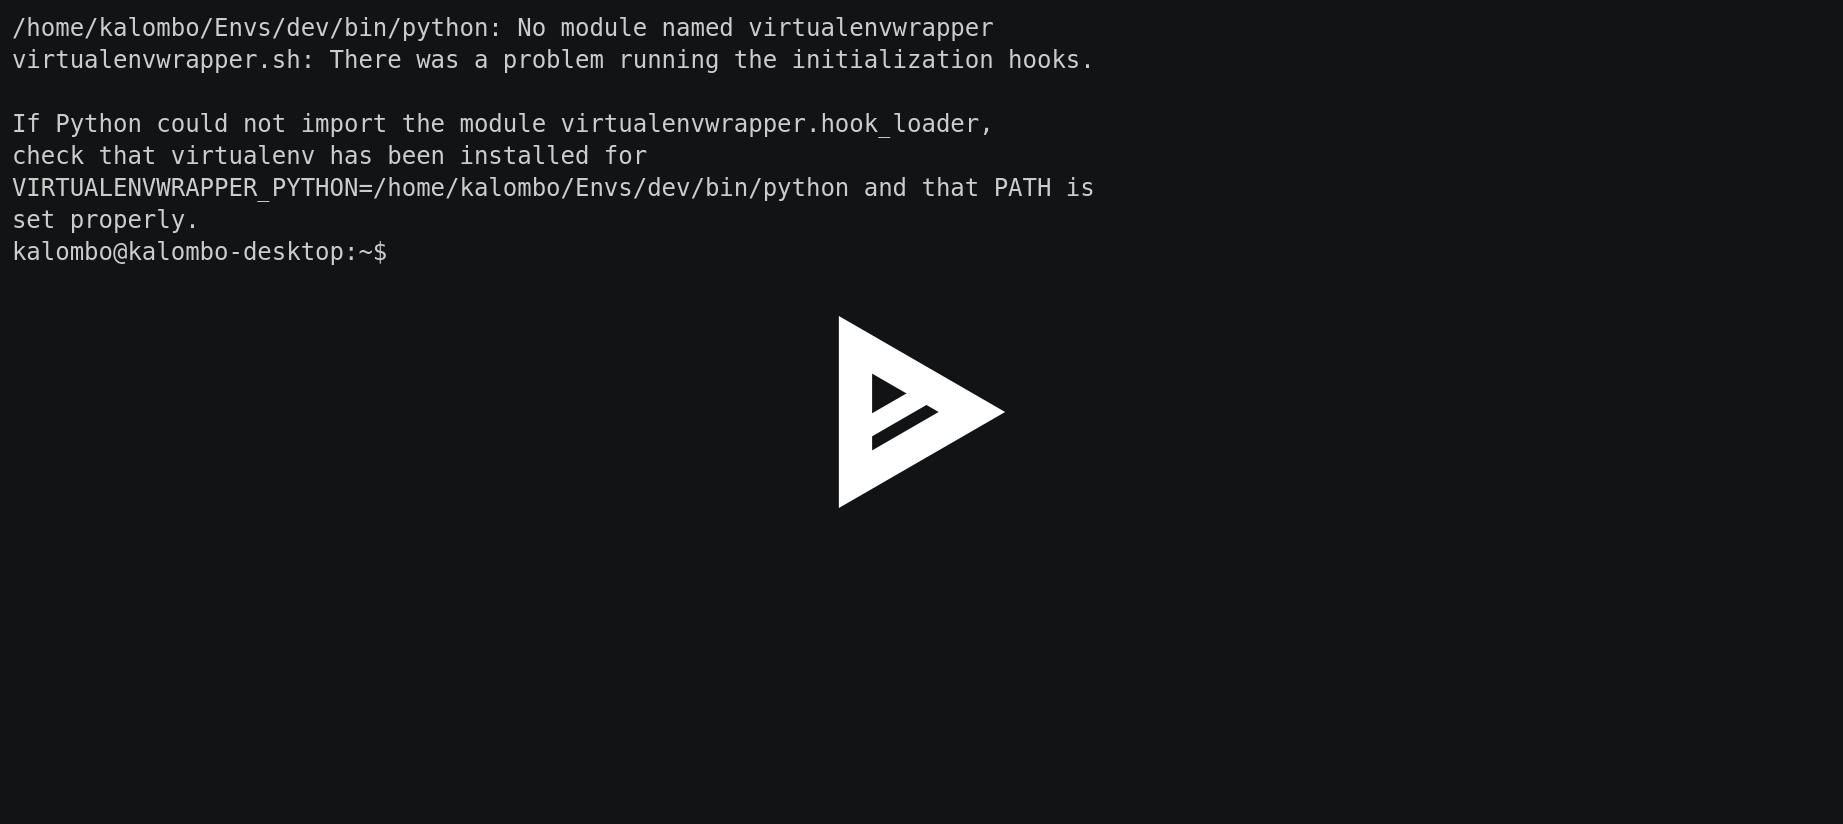 /home/kalombo/Envs/dev/bin/python: No module named virtualenvwrapper
virtualenvwrapper.sh: There was a problem running the initialization hooks.

If Python could not import the module virtualenvwrapper.hook_loader,
check that virtualenv has been installed for
VIRTUALENVWRAPPER_PYTHON=/home/kalombo/Envs/dev/bin/python and that PATH is
set properly.
kalombo@kalombo-desktop:~$